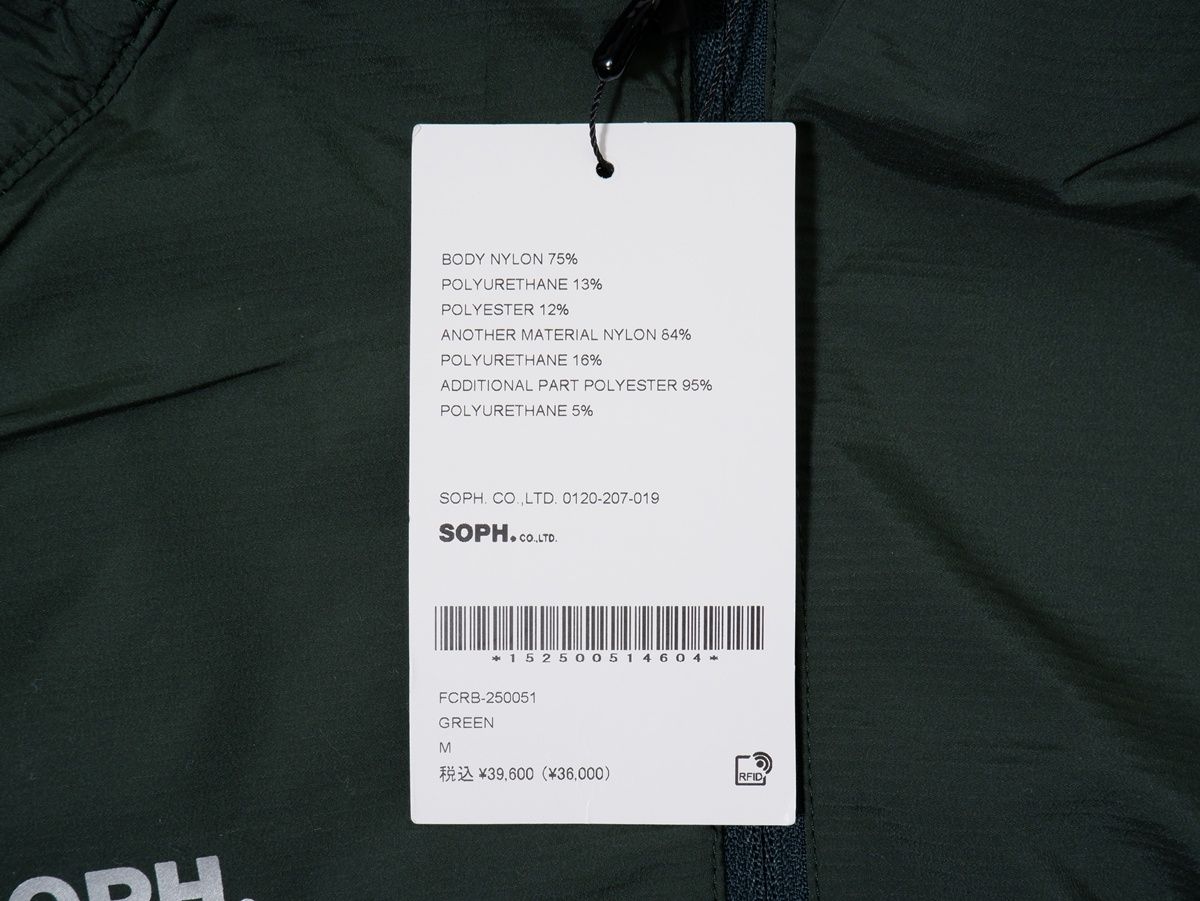 BODY NYLON 75%
POLYURETHANE 13%
POLYESTER 12%
ANOTHER MATERIAL NYLON 84%
POLYURETHANE 16%
ADDITIONAL PART POLYESTER 95%
POLYURETHANE 5%
SOPH. CO.,LTD. 0120-207-019
SOPH. CO.,LTD.
*152500514604*
FCRB-250051
GREEN
M
税込 ¥39,600 (¥36,000)
RFID
OPH.